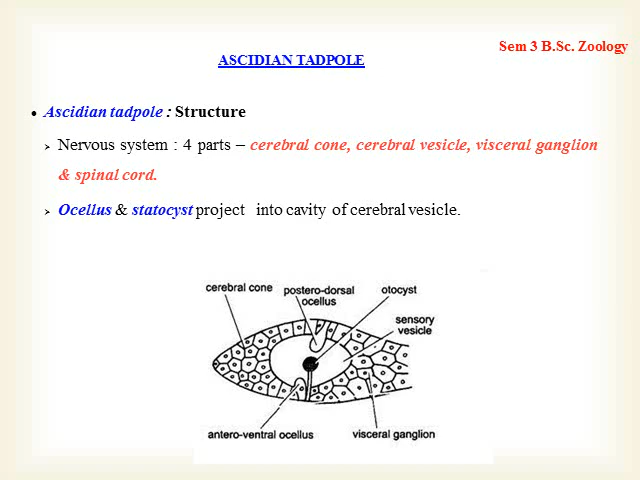 Sem 3 B.Sc. Zoology
ASCIDIAN TADPOLE
Ascidian tadpole : Structure
Nervous system : 4 parts – cerebral cone, cerebral vesicle, visceral ganglion
& spinal cord.
Ocellus & statocyst project into cavity of cerebral vesicle.
cerebral cone
postero-dorsal
ocellus
otocyst
sensory
vesicle
antero-ventral ocellus
visceral ganglion